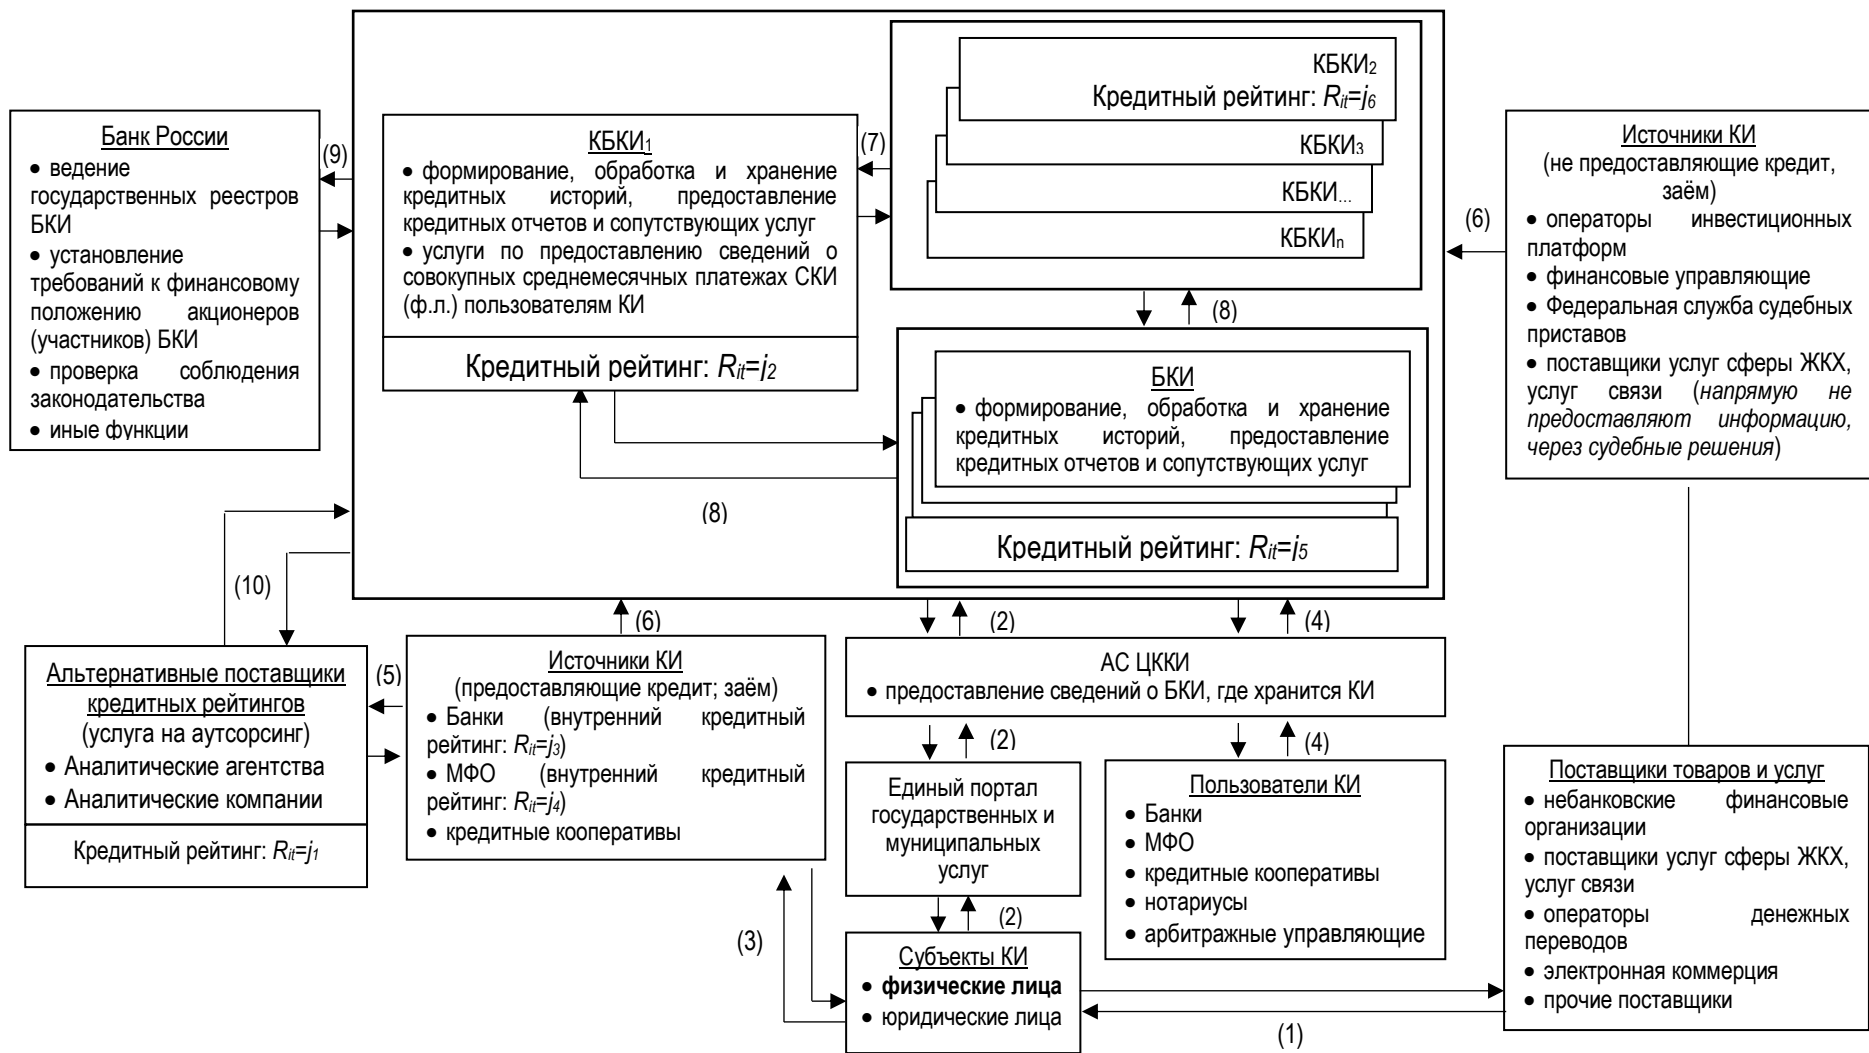 Банк России
• ведение
государственных реестров
БКИ
• установление
требований к финансовому
положению акционеров
(участников) БКИ
• проверка соблюдения
законодательства
• иные функции
(9)
КБКИ1
• формирование, обработка и хранение
кредитных историй, предоставление
кредитных отчетов и сопутствующих услуг
• услуги по предоставлению сведений о
совокупных среднемесячных платежах СКИ
(ф.л.) пользователям КИ
Кредитный рейтинг: Rit=j2
(7)
КБКИ2
Кредитный рейтинг: Rit=j6
КБКИ3
КБКИ...
КБКИn
(8)
БКИ
• формирование, обработка и хранение
кредитных историй, предоставление
кредитных отчетов и сопутствующих услуг
Кредитный рейтинг: Rit=j5
(8)
(6)
Источники КИ
(не предоставляющие кредит,
заём)
• операторы инвестиционных
платформ
• финансовые управляющие
• Федеральная служба судебных
приставов
• поставщики услуг сферы ЖКХ,
услуг связи (напрямую не
предоставляют информацию,
через судебные решения)
(10)
(6)
(2)
(4)
Альтернативные поставщики
кредитных рейтингов
(услуга на аутсорсинг)
• Аналитические агентства
• Аналитические компании
Кредитный рейтинг: Rit=j1
(5)
Источники КИ
(предоставляющие кредит; заём)
• Банки (внутренний кредитный
рейтинг: Rit=j3)
• МФО (внутренний кредитный
рейтинг: Rit=j4)
• кредитные кооперативы
АС ЦККИ
• предоставление сведений о БКИ, где хранится КИ
(2)
(4)
Единый портал
государственных и
муниципальных
услуг
Пользователи КИ
• Банки
• МФО
• кредитные кооперативы
• нотариусы
• арбитражные управляющие
Поставщики товаров и услуг
• небанковские финансовые
организации
• поставщики услуг сферы ЖКХ,
услуг связи
• операторы денежных
переводов
• электронная коммерция
• прочие поставщики
(3)
(2)
Субъекты КИ
• физические лица
• юридические лица
(1)